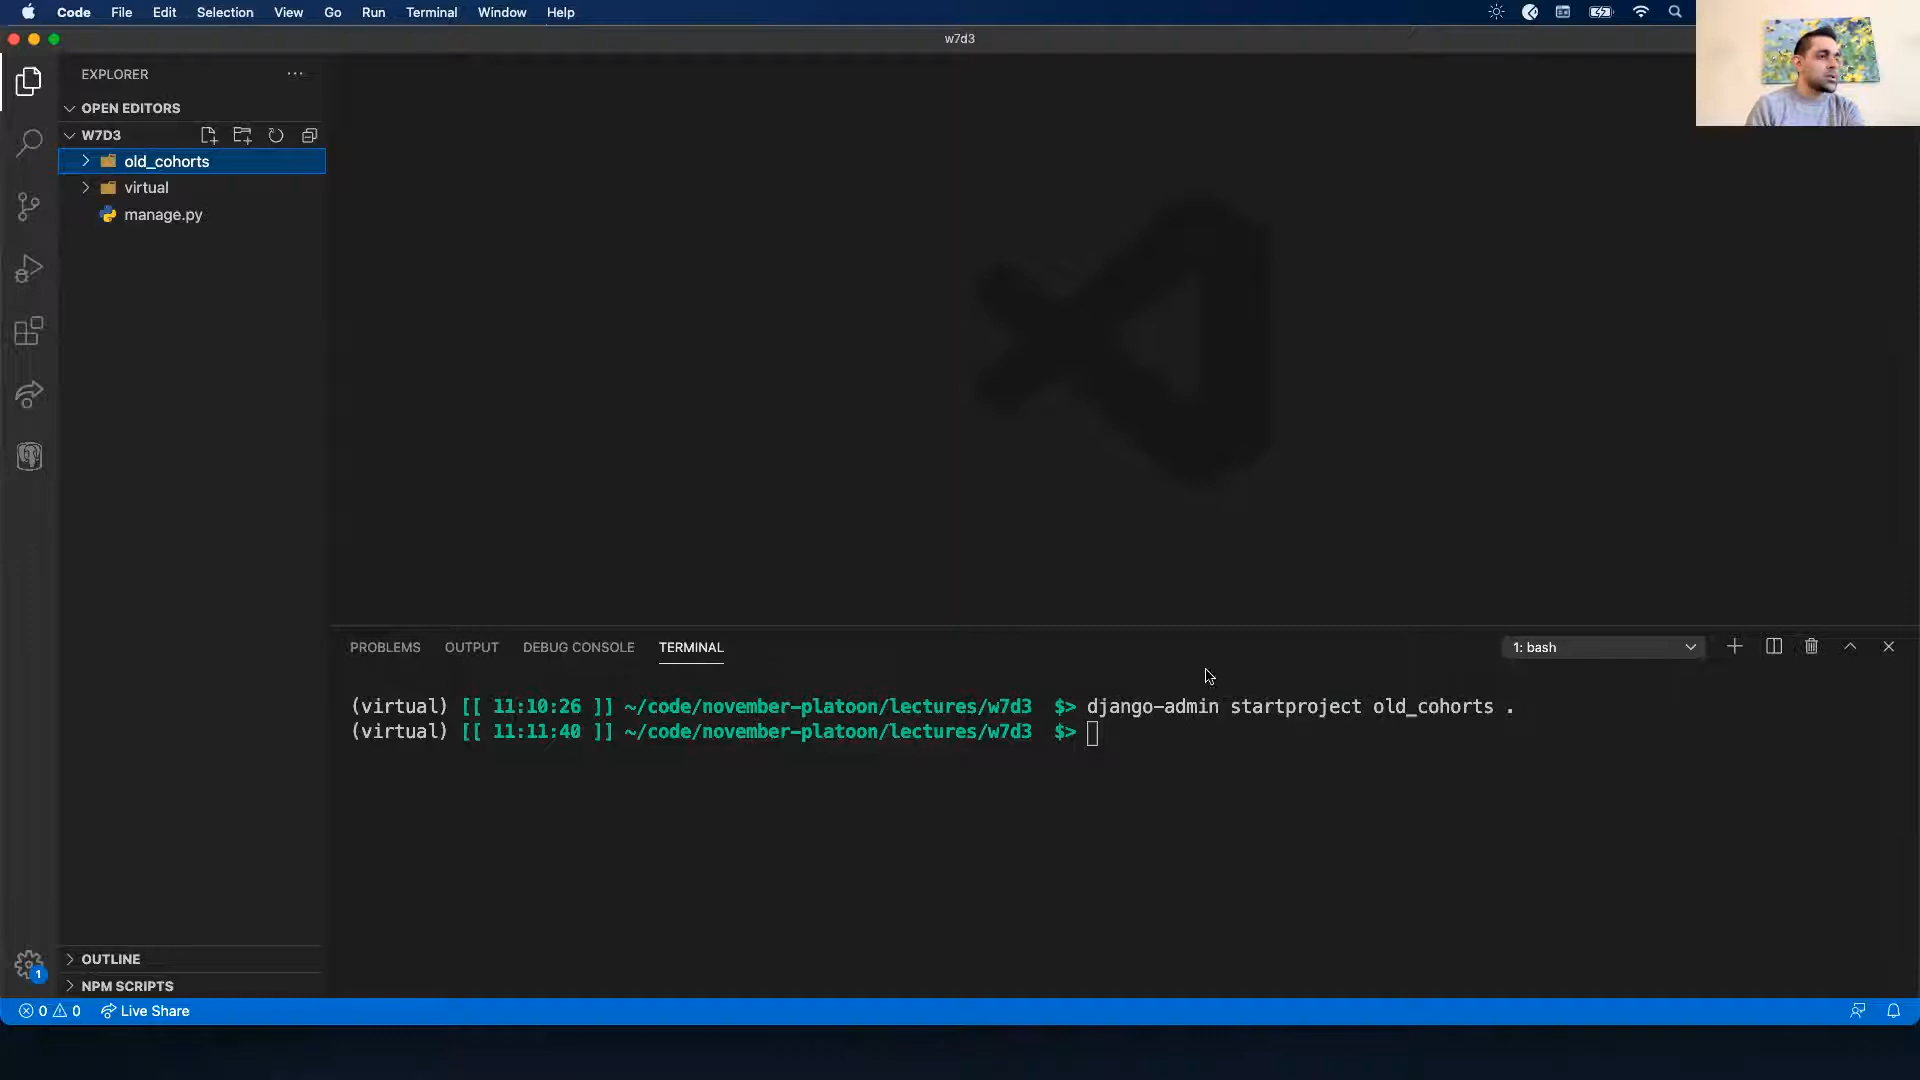 Code File Edit Selection View Go Run Terminal Window Help
w7d3
EXPLORER
OPEN EDITORS
W7D3
old_cohorts
virtual
manage.py
PROBLEMS OUTPUT DEBUG CONSOLE TERMINAL
1: bash
(virtual) [[ 11:10:26 ]] ~/code/november-platoon/lectures/w7d3 $> django-admin startproject old_cohorts .
(virtual) [[ 11:11:40 ]] ~/code/november-platoon/lectures/w7d3 $>
OUTLINE
1
NPM SCRIPTS
0 0 Live Share